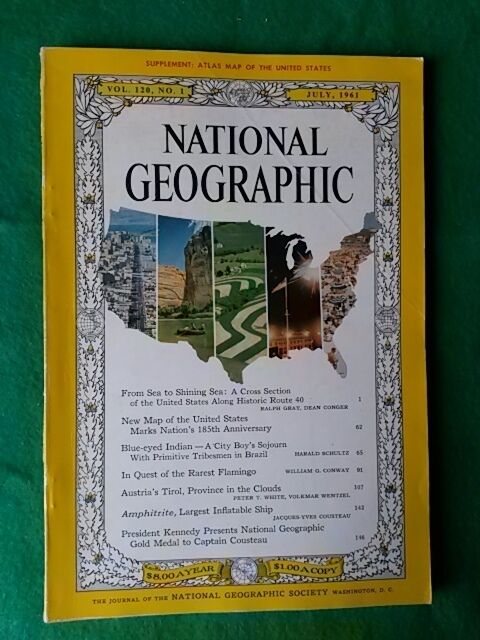 SUPPLEMENT: ATLAS MAP OF THE UNITED STATES
VOL. 120, NO. 1
JULY, 1961
NATIONAL
GEOGRAPHIC
From Sea to Shining Sea: A Cross Section
of the United States Along Historic Route 40 1
RALPH GRAY, DEAN CONGER
New Map of the United States
Marks Nation's 185th Anniversary 62
Blue-eyed Indian — A City Boy's Sojourn
With Primitive Tribesmen in Brazil HARALD SCHULTZ 65
In Quest of the Rarest Flamingo WILLIAM G. CONWAY 91
Austria's Tirol, Province in the Clouds 107
PETER T. WHITE, VOLKMAR WENTZEL
Amphitrite, Largest Inflatable Ship 142
JACQUES-YVES COUSTEAU
President Kennedy Presents National Geographic
Gold Medal to Captain Cousteau 146
$8.00 A YEAR
$1.00 A COPY
THE JOURNAL OF THE NATIONAL GEOGRAPHIC SOCIETY WASHINGTON, D. C.